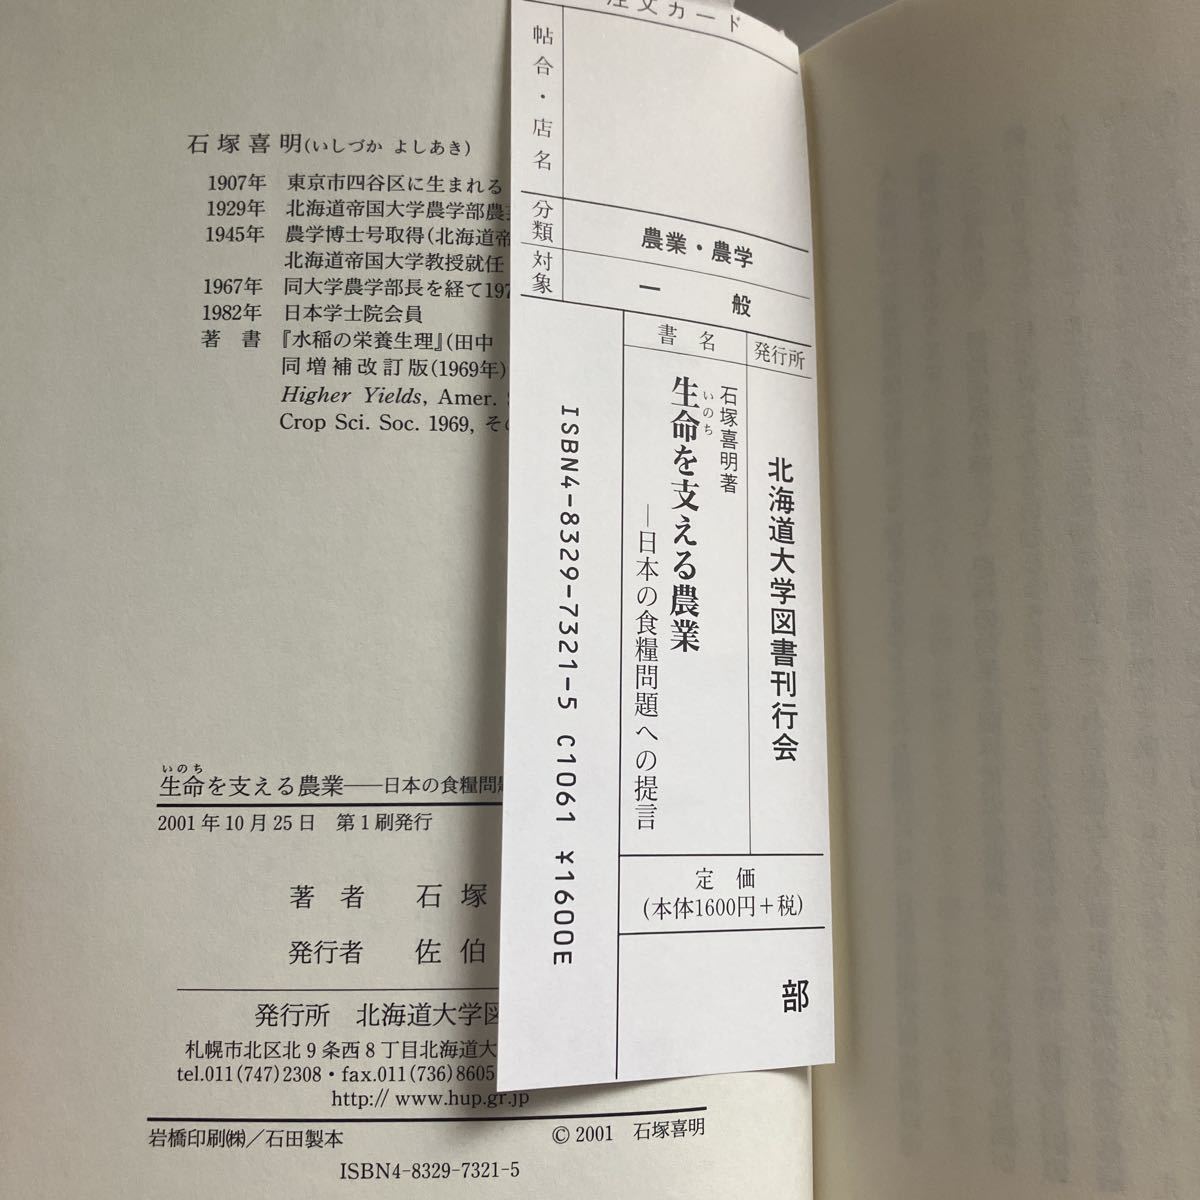 注文カード
帖合・店名
分類
農業・農学
対象
一般
書名
発行所
北海道大学図書刊行会
石塚喜明著
いのち
生命を支える農業
―日本の食糧問題への提言
定価
(本体1600円+税)
部
ISBN4-8329-7321-5 C1061 ¥1600E
石塚喜明(いしづか よしあき)
1907年 東京市四谷区に生まれる
1929年 北海道帝国大学農学部農
1945年 農学博士号取得(北海道帝
北海道帝国大学教授就任
1967年 同大学農学部長を経て197
1982年 日本学士院会員
著書 『水稲の栄養生理』(田中
同増補改訂版(1969年)
Higher Yields, Amer.
Crop Sci. Soc. 1969, その
いのち
生命を支える農業――日本の食糧問題
2001年10月25日 第1刷発行
著者 石塚
発行者 佐伯
発行所 北海道大学図
札幌市北区北9条西8丁目北海道大
tel.011(747)2308・fax.011(736)8605
http:// www.hup.gr.jp
岩橋印刷㈱/石田製本 © 2001 石塚喜明
ISBN4-8329-7321-5